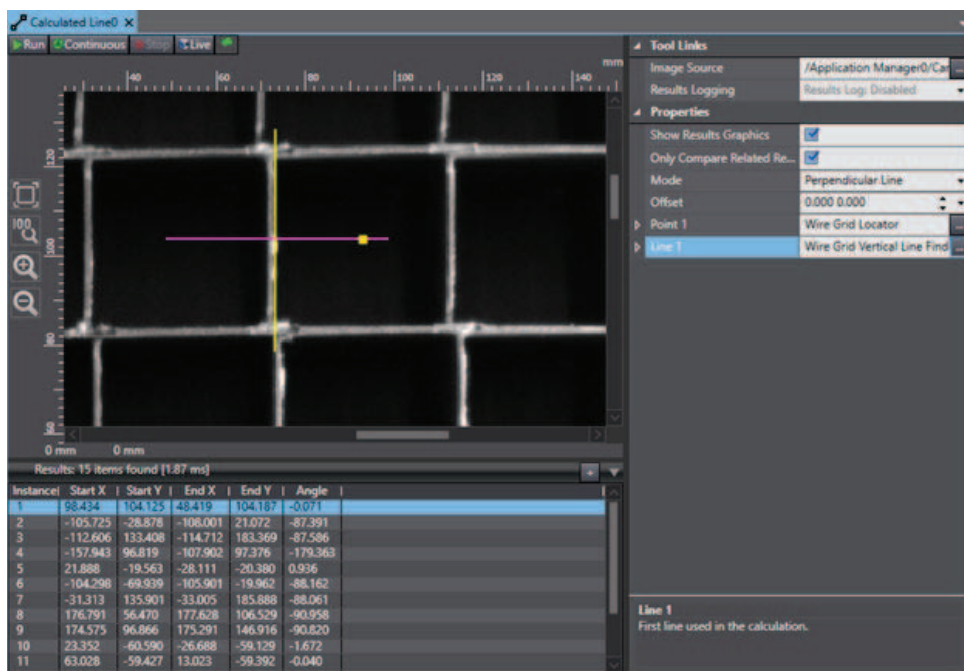 Calculated Line0 ×
Run Continuous Stop Live
mm
40 60 80 100 120 140
120
100
80
60
100
0 mm 0 mm
Tool Links
Image Source /Application Manager0/Car ...
Results Logging Results Log: Disabled
Properties
Show Results Graphics
Only Compare Related Re...
Mode Perpendicular Line
Offset 0.000 0.000
Point 1 Wire Grid Locator ...
Line 1 Wire Grid Vertical Line Find ...
Results: 15 items found [1.87 ms]
Instance Start X Start Y End X End Y Angle
1 98.434 104.125 48.419 104.187 -0.071
2 -105.725 -28.878 -108.001 21.072 -87.391
3 -112.606 133.408 -114.712 183.369 -87.586
4 -157.943 96.819 -107.902 97.376 -179.363
5 21.888 -19.563 -28.111 -20.380 0.936
6 -104.298 -69.939 -105.901 -19.962 -88.162
7 -31.313 135.901 -33.005 185.888 -88.061
8 176.791 56.470 177.628 106.529 -90.958
9 174.575 96.866 175.291 146.916 -90.820
10 23.352 -60.590 -26.688 -59.129 -1.672
11 63.028 -59.427 13.023 -59.392 -0.040
Line 1
First line used in the calculation.